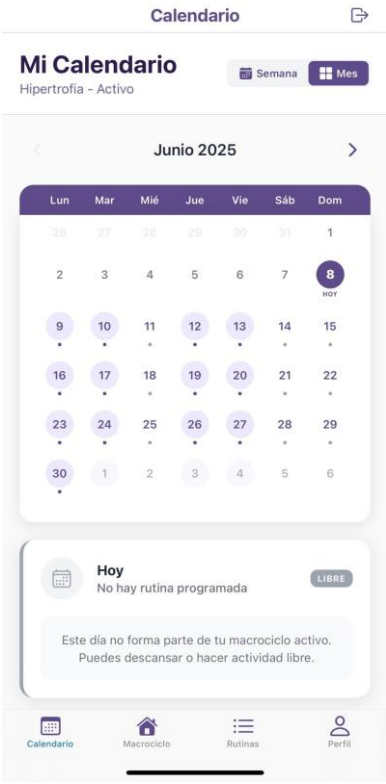 Calendario
Mi Calendario
Hipertrofia - Activo
Semana
Mes
Junio 2025
Lun Mar Mié Jue Vie Sáb Dom
26 27 28 29 30 31 1
2 3 4 5 6 7 8
HOY
9 10 11 12 13 14 15
16 17 18 19 20 21 22
23 24 25 26 27 28 29
30 1 2 3 4 5 6
Hoy
No hay rutina programada
LIBRE
Este día no forma parte de tu macrociclo activo.
Puedes descansar o hacer actividad libre.
Calendario Macrociclo Rutinas Perfil